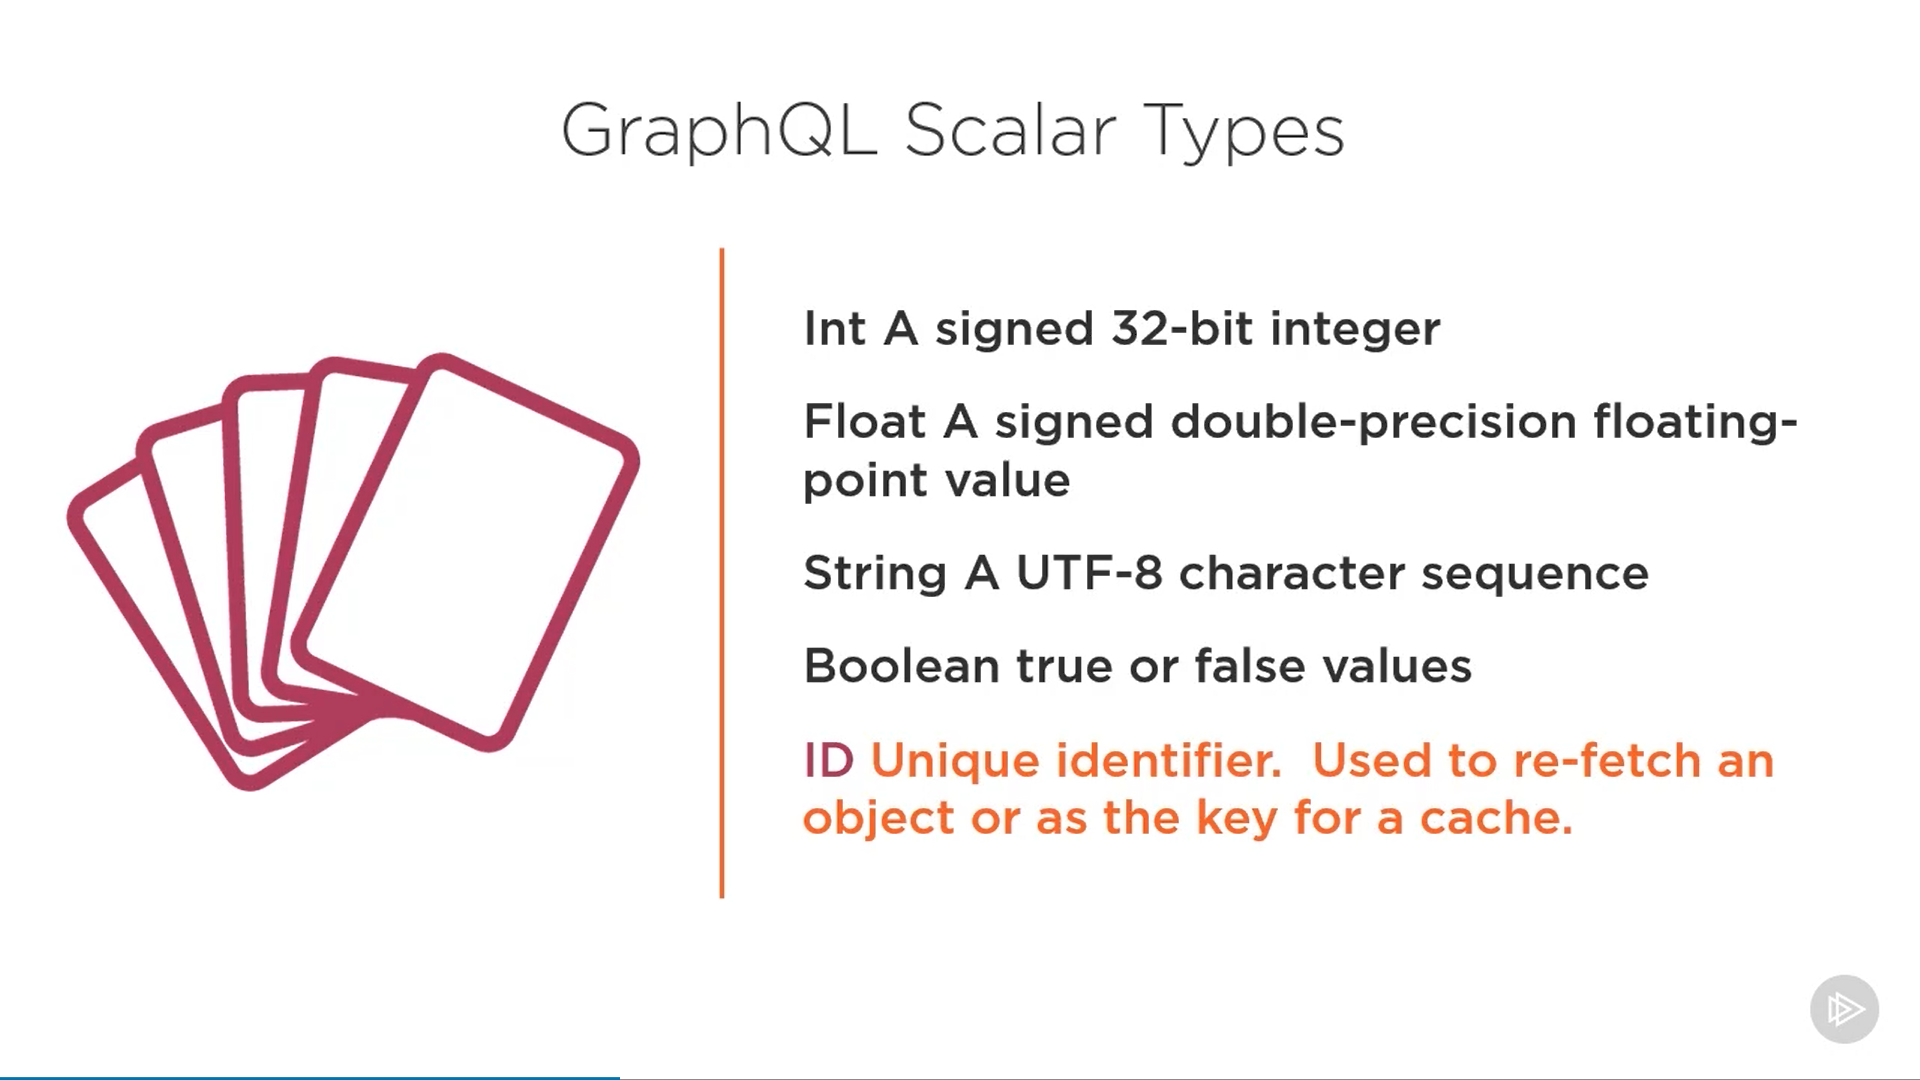 GraphQL Scalar Types
Int A signed 32-bit integer
Float A signed double-precision floating-
point value
String A UTF-8 character sequence
Boolean true or false values
ID Unique identifier.  Used to re-fetch an
object or as the key for a cache.